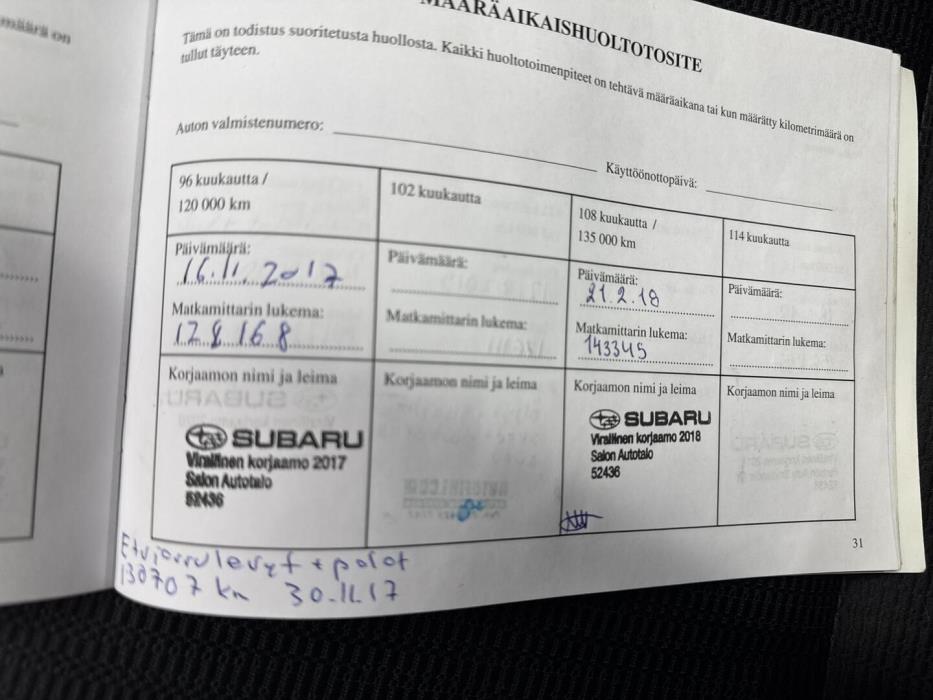 määrä on
MÄÄRÄAIKAISHUOLTOTOSITE
Tämä on todistus suoritetusta huollosta. Kaikki huoltotoimenpiteet on tehtävä määräaikana tai kun määrätty kilometrimäärä on
tullut täyteen.
Auton valmistenumero:
Käyttöönottopäivä:
96 kuukautta /
120 000 km
Päivämäärä:
16.11.2017
Matkamittarin lukema:
128168
Korjaamon nimi ja leima
SUBARU
Virallinen korjaamo 2017
Salon Autotalo
52436
102 kuukautta
Päivämäärä:
Matkamittarin lukema:
Korjaamon nimi ja leima
108 kuukautta /
135 000 km
Päivämäärä:
21.2.18
Matkamittarin lukema:
143345
Korjaamon nimi ja leima
SUBARU
Virallinen korjaamo 2018
Salon Autotalo
52436
114 kuukautta
Päivämäärä:
Matkamittarin lukema:
Korjaamon nimi ja leima
31
Etujarrulevyt + palat
130707 km 30.11.17